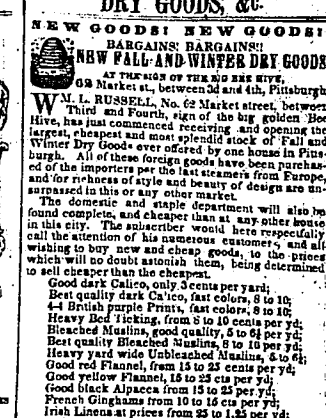 DRY GOODS, &c.
NEW GOODS! NEW GOODS!
BARGAINS! BARGAINS!!
NEW FALL AND WINTER DRY GOODS
AT THE SIGN OF THE BIG BEE HIVE,
62 Market st., between 3d and 4th, Pittsburgh
WM. L. RUSSELL, No. 62 Market street, between
Third and Fourth, sign of the big golden Bee
Hive, has just commenced receiving and opening the
largest, cheapest and most splendid stock of Fall and
Winter Dry Goods ever offered by one house in Pitts-
burgh. All of these foreign goods have been purchas-
ed of the importers per the last steamers from Europe,
and for richness of style and beauty of design are un-
surpassed in this or any other market.
The domestic and staple department will also be
found complete, and cheaper than at any other house
in this city. The subscriber would here respectfully
call the attention of his numerous customers, and all
wishing to buy new and cheap goods, to the prices
which will no doubt astonish them, being determined
to sell cheaper than the cheapest.
Good dark Calico, only 3 cents per yard;
Best quality dark Calico, fast colors, 8 to 10;
4-4 British purple Prints, fast colors, 8 to 10;
Heavy Bed Ticking, from 8 to 10 cents per yd;
Bleached Muslins, good quality, 5 to 6¼ per yd;
Best quality Bleached Muslins, 8 to 10 per yd;
Heavy yard wide Unbleached Muslins, 5 to 6¼;
Good red Flannel, from 15 to 25 cents per yd;
Good yellow Flannel, 15 to 25 cts per yd;
Good black Alpacca from 15 to 25 per yd;
French Ginghams from 10 to 15 cts per yd;
Irish Linens at prices from 25 to 1,25 per yd;